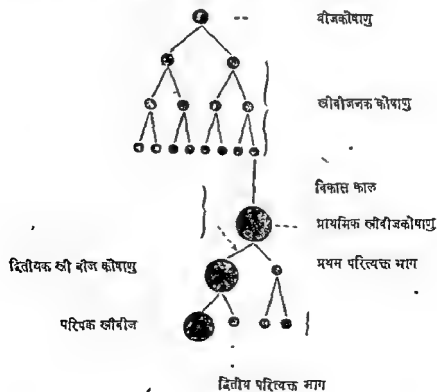 बीजकोषाणु
स्त्रीबीजजनक कोषाणु
विकास काल
प्राथमिक स्त्रीबीजकोषाणु
द्वितीयक स्त्री बीज कोषाणु
प्रथम परित्यक्त भाग
परिपक्व स्त्रीबीज
द्वितीय परित्यक्त भाग